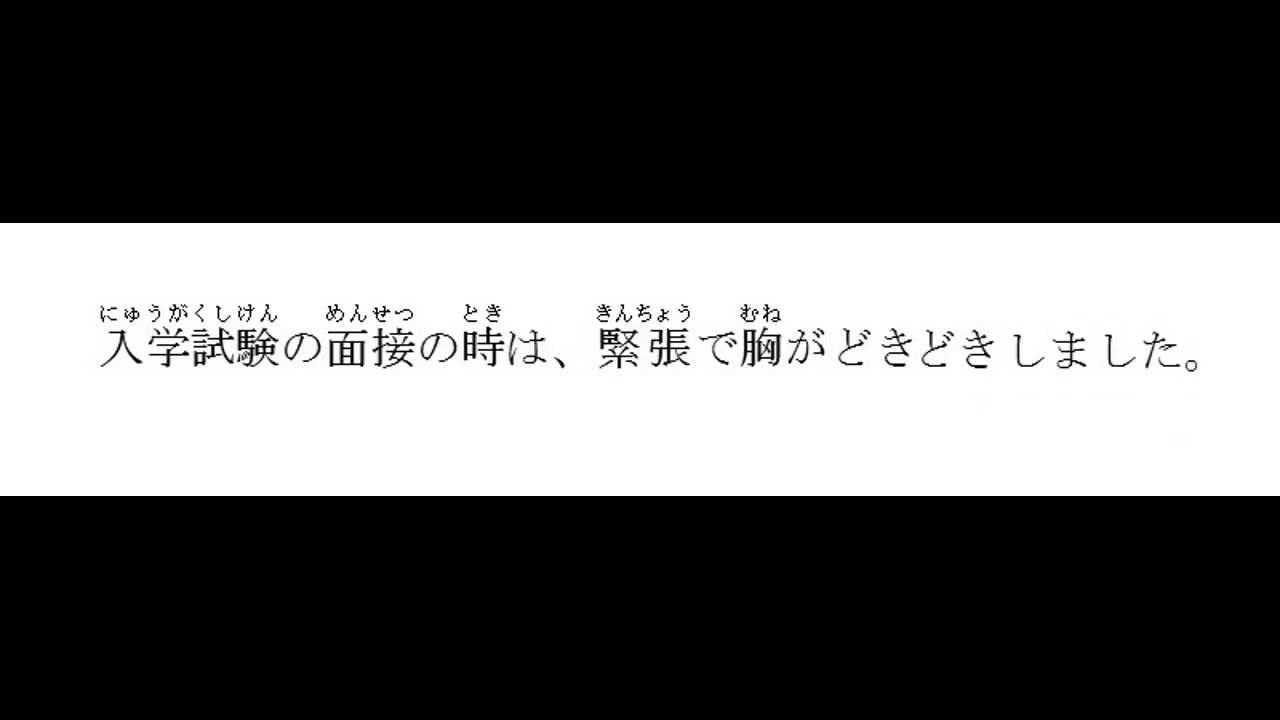 にゅうがくしけん めんせつ とき きんちょう むね
入学試験の面接の時は、緊張で胸がどきどきしました。